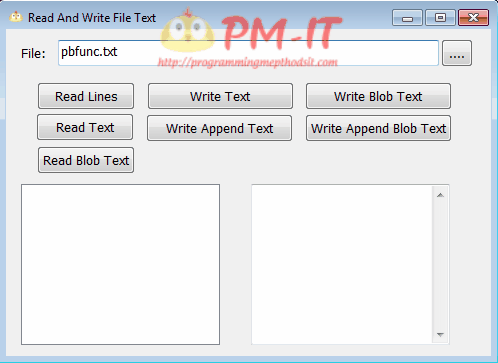 Read And Write File Text
PM-IT
File: pbfunc.txt ....
http://programmingmepthodsit.com
Read Lines Write Text Write Blob Text
Read Text Write Append Text Write Append Blob Text
Read Blob Text